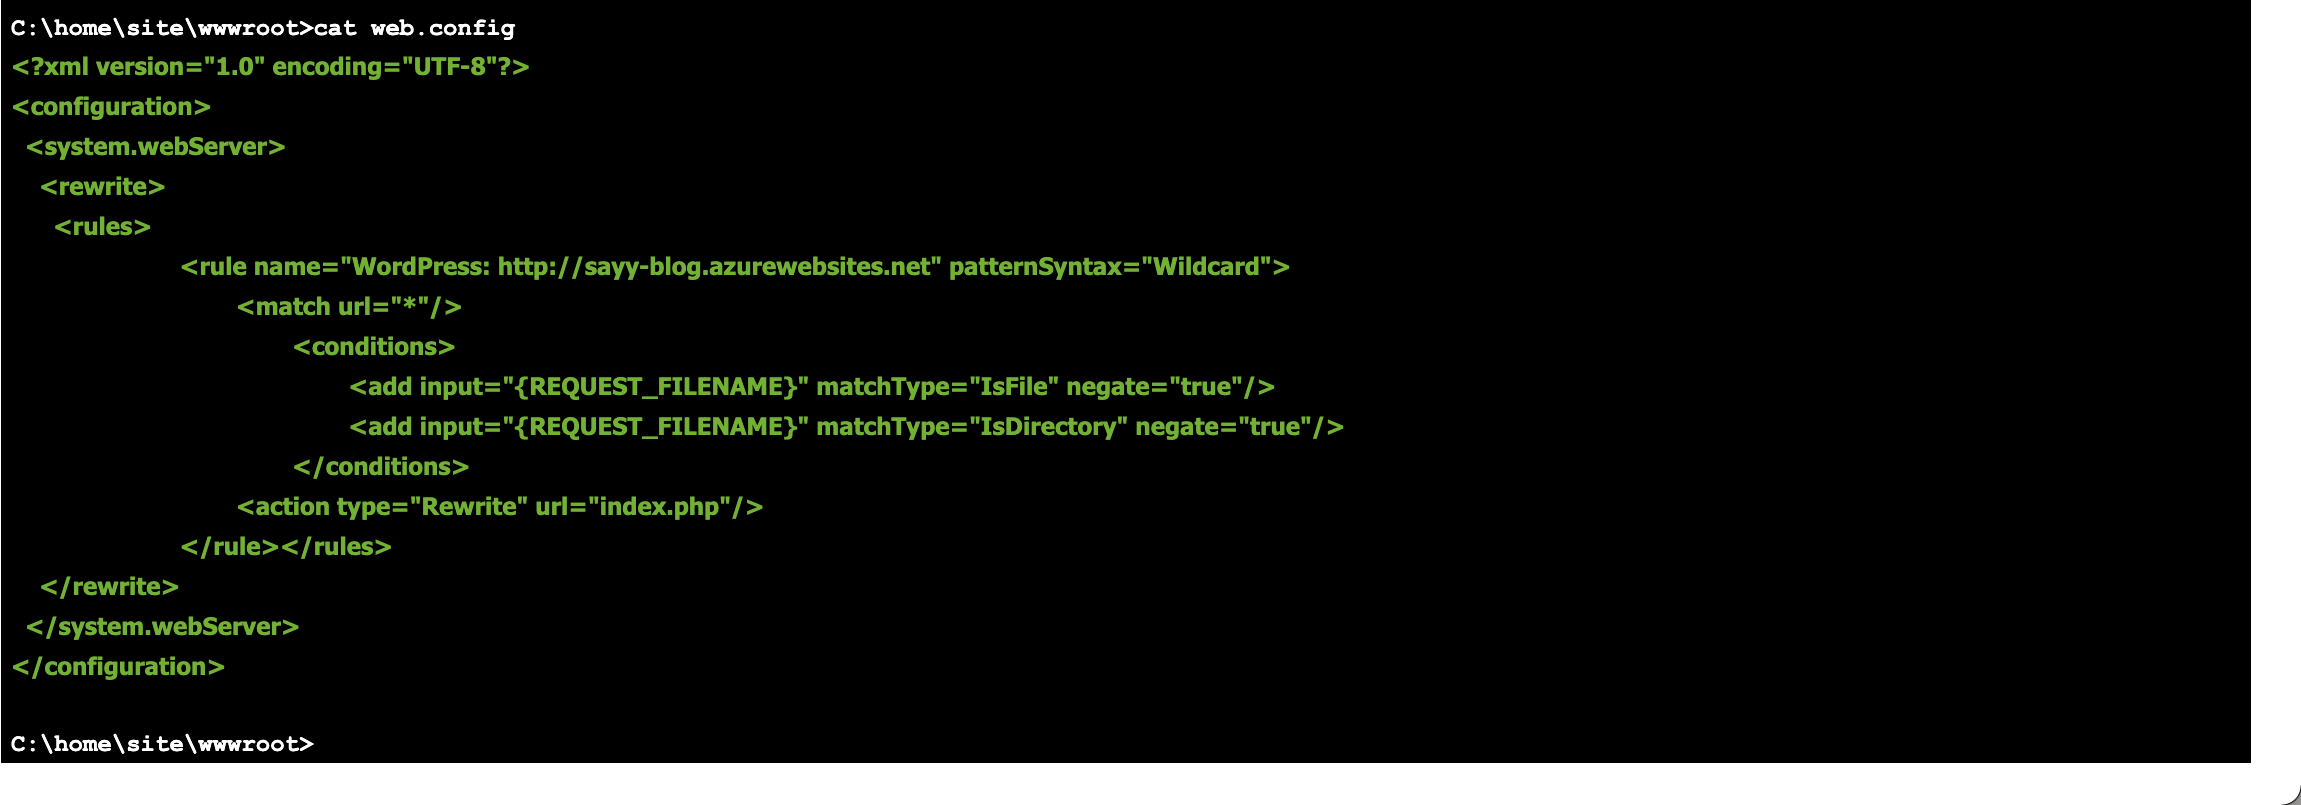 C:\home\site\wwwroot>cat web.config
<?xml version="1.0" encoding="UTF-8"?>
<configuration>
<system.webServer>
<rewrite>
<rules>
<rule name="WordPress: http://sayy-blog.azurewebsites.net" patternSyntax="Wildcard">
<match url="*"/>
<conditions>
<add input="{REQUEST_FILENAME}" matchType="IsFile" negate="true"/>
<add input="{REQUEST_FILENAME}" matchType="IsDirectory" negate="true"/>
</conditions>
<action type="Rewrite" url="index.php"/>
</rule></rules>
</rewrite>
</system.webServer>
</configuration>
C:\home\site\wwwroot>